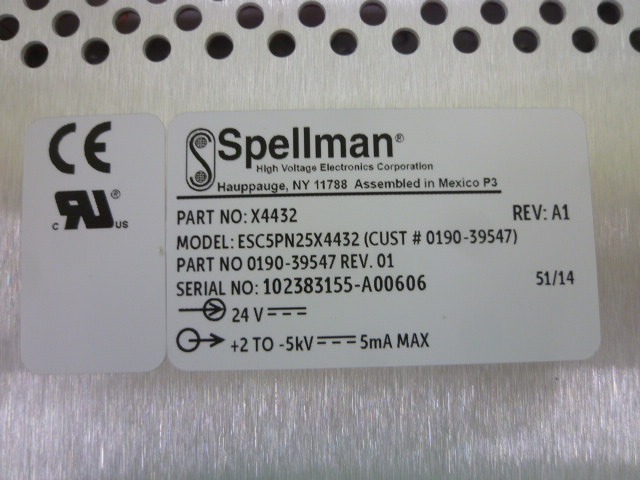 CE
c RU ® US
Spellman®
High Voltage Electronics Corporation
Hauppauge, NY 11788 Assembled in Mexico P3
PART NO: X4432 REV: A1
MODEL: ESC5PN25X4432 (CUST # 0190-39547)
PART NO 0190-39547 REV. 01
SERIAL NO: 102383155-A00606 51/14
24 V
+2 TO -5kV 5mA MAX